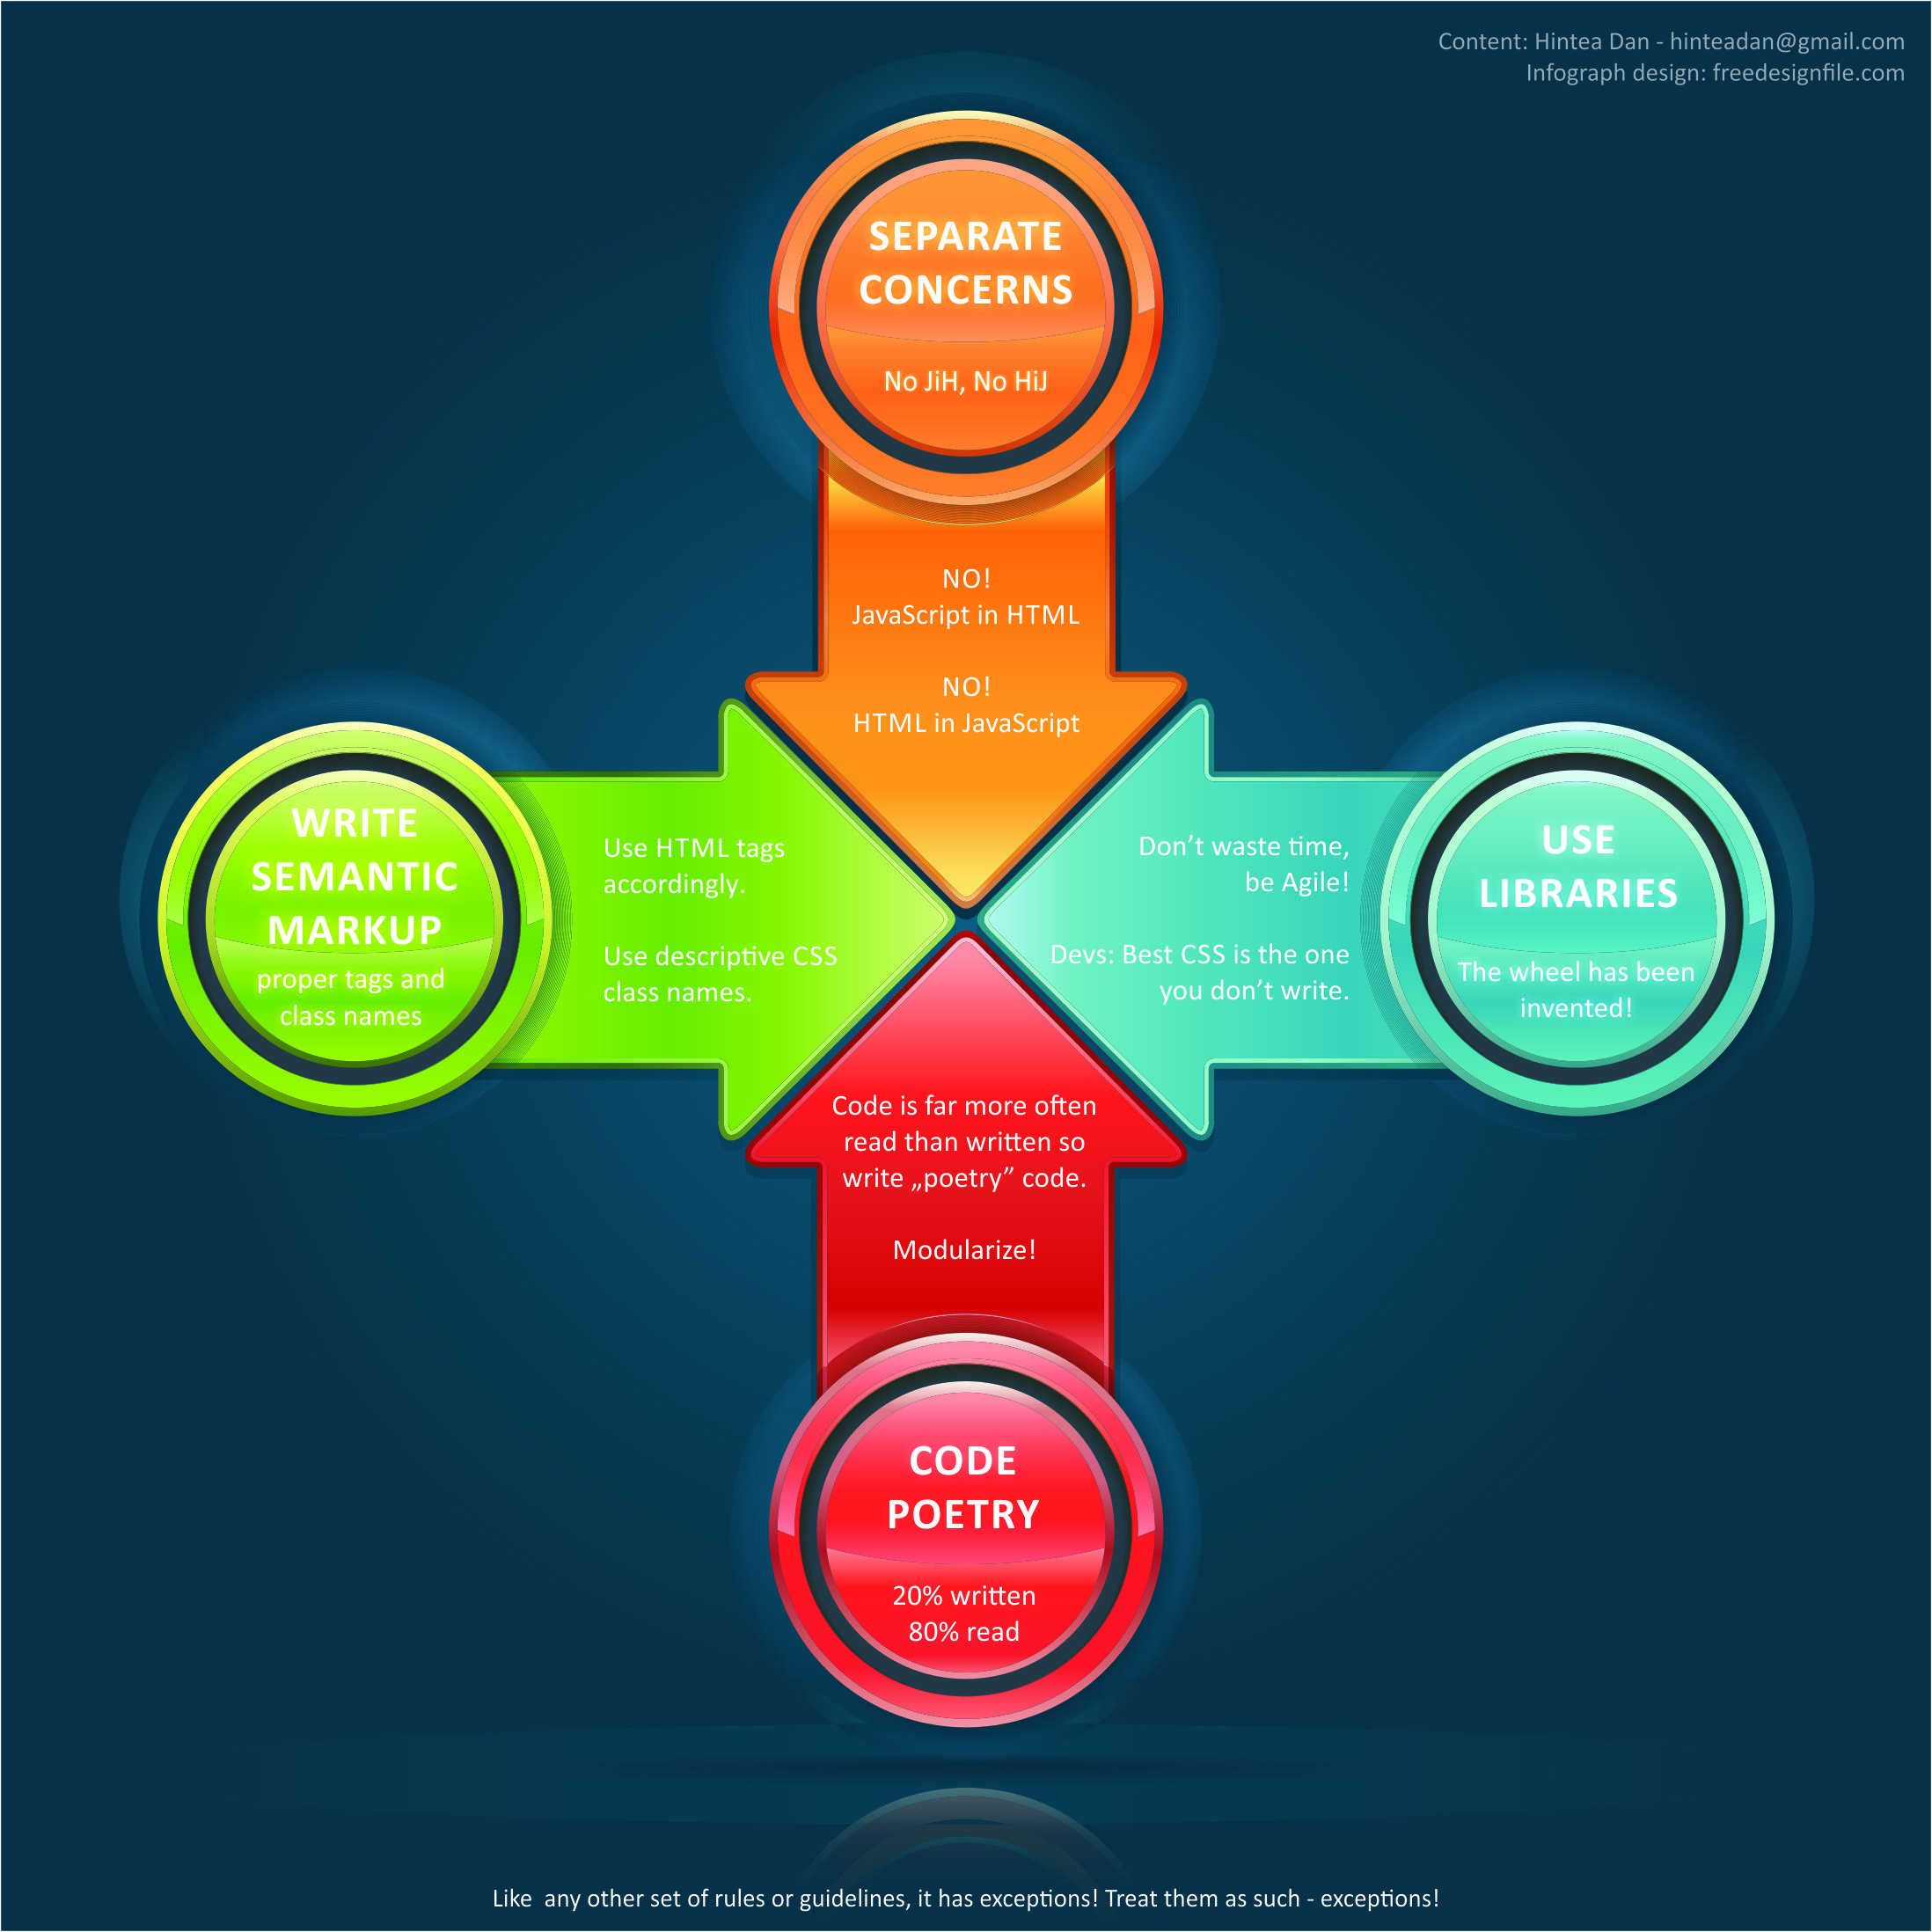 Content: Hintea Dan - hinteadan@gmail.com
Infograph design: freedesignfile.com
SEPARATE
CONCERNS
No JiH, No HiJ
NO!
JavaScript in HTML
NO!
HTML in JavaScript
WRITE
SEMANTIC
MARKUP
proper tags and
class names
Use HTML tags
accordingly.
Use descriptive CSS
class names.
Don’t waste time,
be Agile!
Devs: Best CSS is the one
you don’t write.
USE
LIBRARIES
The wheel has been
invented!
Code is far more often
read than written so
write „poetry” code.
Modularize!
CODE
POETRY
20% written
80% read
Like  any other set of rules or guidelines, it has exceptions! Treat them as such - exceptions!